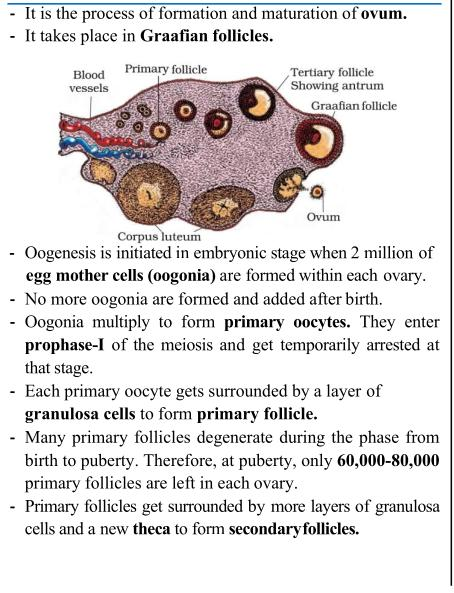 - It is the process of formation and maturation of ovum.
- It takes place in Graafian follicles.
Blood
vessels
Primary follicle
Tertiary follicle
Showing antrum
Graafian follicle
Ovum
Corpus luteum
- Oogenesis is initiated in embryonic stage when 2 million of
egg mother cells (oogonia) are formed within each ovary.
- No more oogonia are formed and added after birth.
- Oogonia multiply to form primary oocytes. They enter
prophase-I of the meiosis and get temporarily arrested at
that stage.
- Each primary oocyte gets surrounded by a layer of
granulosa cells to form primary follicle.
- Many primary follicles degenerate during the phase from
birth to puberty. Therefore, at puberty, only 60,000-80,000
primary follicles are left in each ovary.
- Primary follicles get surrounded by more layers of granulosa
cells and a new theca to form secondary follicles.